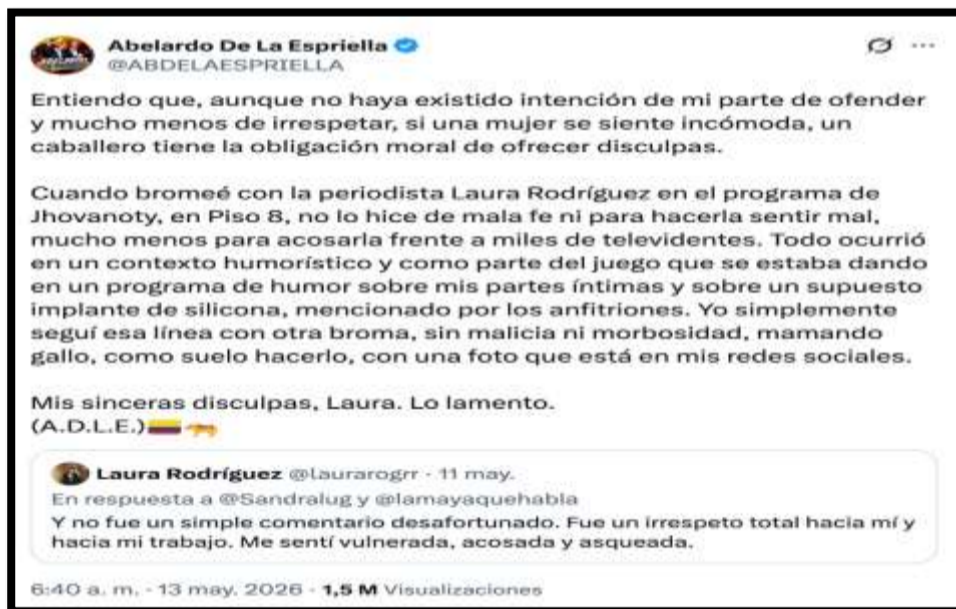 Abelardo De La Espriella
@ABDELAESPRIELLA
Entiendo que, aunque no haya existido intención de mi parte de ofender
y mucho menos de irrespetar, si una mujer se siente incómoda, un
caballero tiene la obligación moral de ofrecer disculpas.
Cuando bromeé con la periodista Laura Rodríguez en el programa de
Jhovanoty, en Piso 8, no lo hice de mala fe ni para hacerla sentir mal,
mucho menos para acosarla frente a miles de televidentes. Todo ocurrió
en un contexto humorístico y como parte del juego que se estaba dando
en un programa de humor sobre mis partes íntimas y sobre un supuesto
implante de silicona, mencionado por los anfitriones. Yo simplemente
seguí esa línea con otra broma, sin malicia ni morbosidad, mamando
gallo, como suelo hacerlo, con una foto que está en mis redes sociales.
Mis sinceras disculpas, Laura. Lo lamento.
(A.D.L.E.)🇨🇴🐅
Laura Rodríguez @laurarogrr · 11 may.
En respuesta a @Sandralug y @lamayaquehabla
Y no fue un simple comentario desafortunado. Fue un irrespeto total hacia mí y
hacia mi trabajo. Me sentí vulnerada, acosada y asqueada.
6:40 a. m. · 13 may. 2026 · 1,5 M Visualizaciones